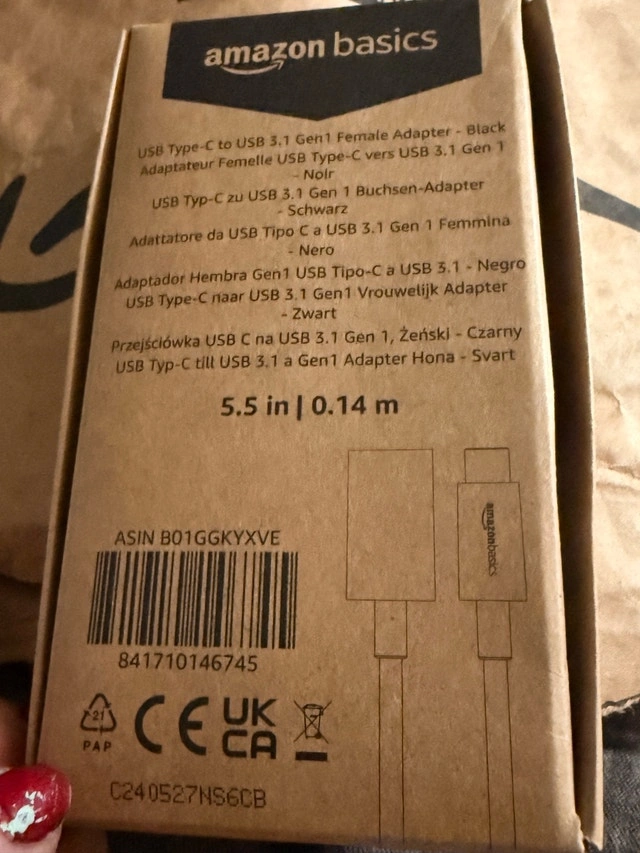 amazon basics
USB Type-C to USB 3.1 Gen1 Female Adapter - Black
Adaptateur Femelle USB Type-C vers USB 3.1 Gén 1
- Noir
USB Typ-C zu USB 3.1 Gen 1 Buchsen-Adapter
- Schwarz
Adattatore da USB Tipo C a USB 3.1 Gen 1 Femmina
- Nero
Adaptador Hembra Gen1 USB Tipo-C a USB 3.1 - Negro
USB Type-C naar USB 3.1 Gen1 Vrouwelijk Adapter
- Zwart
Przejściówka USB C na USB 3.1 Gen 1, Żeński - Czarny
USB Typ-C till USB 3.1 a Gen1 Adapter Hona - Svart
5.5 in | 0.14 m
amazonbasics
ASIN B01GGKYXVE
841710146745
21
PAP
CE
UK
CA
C240527NS6CB